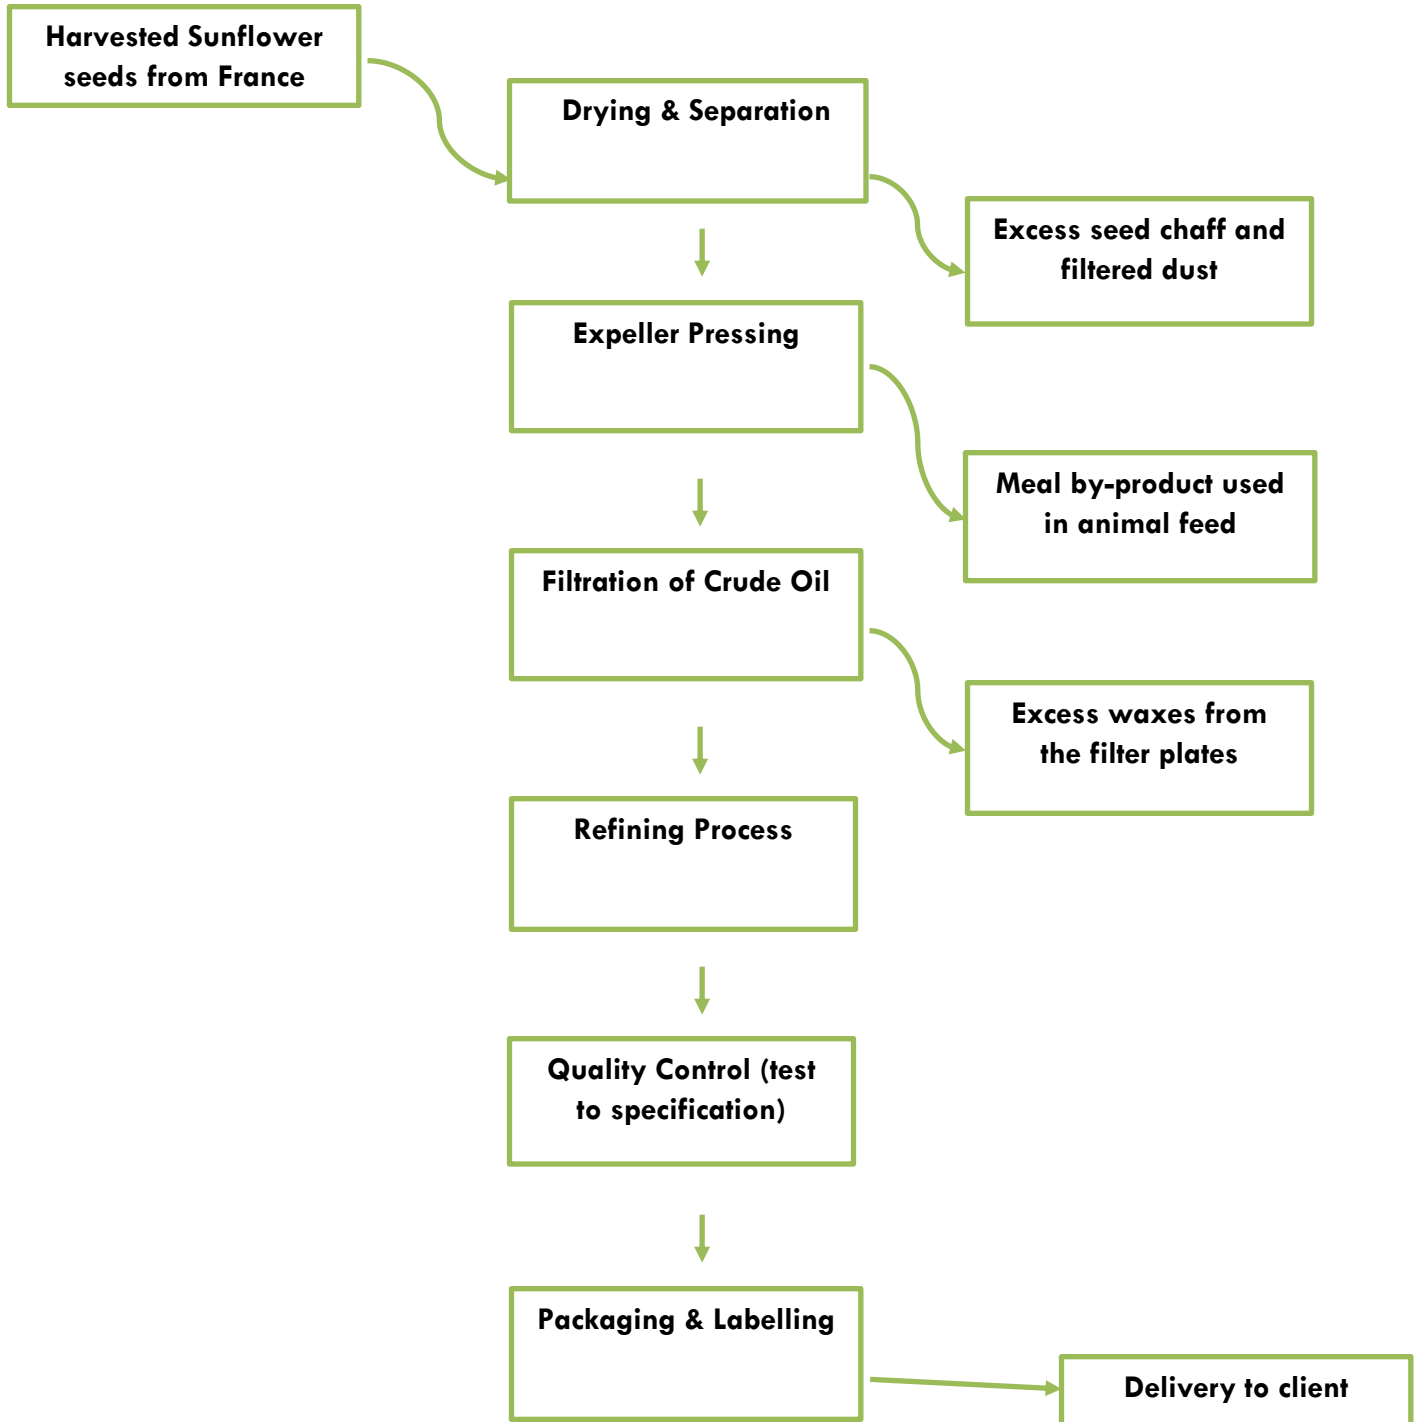 Harvested Sunflower
seeds from France
Drying & Separation
Excess seed chaff and
filtered dust
Expeller Pressing
Meal by-product used
in animal feed
Filtration of Crude Oil
Excess waxes from
the filter plates
Refining Process
Quality Control (test
to specification)
Packaging & Labelling
Delivery to client